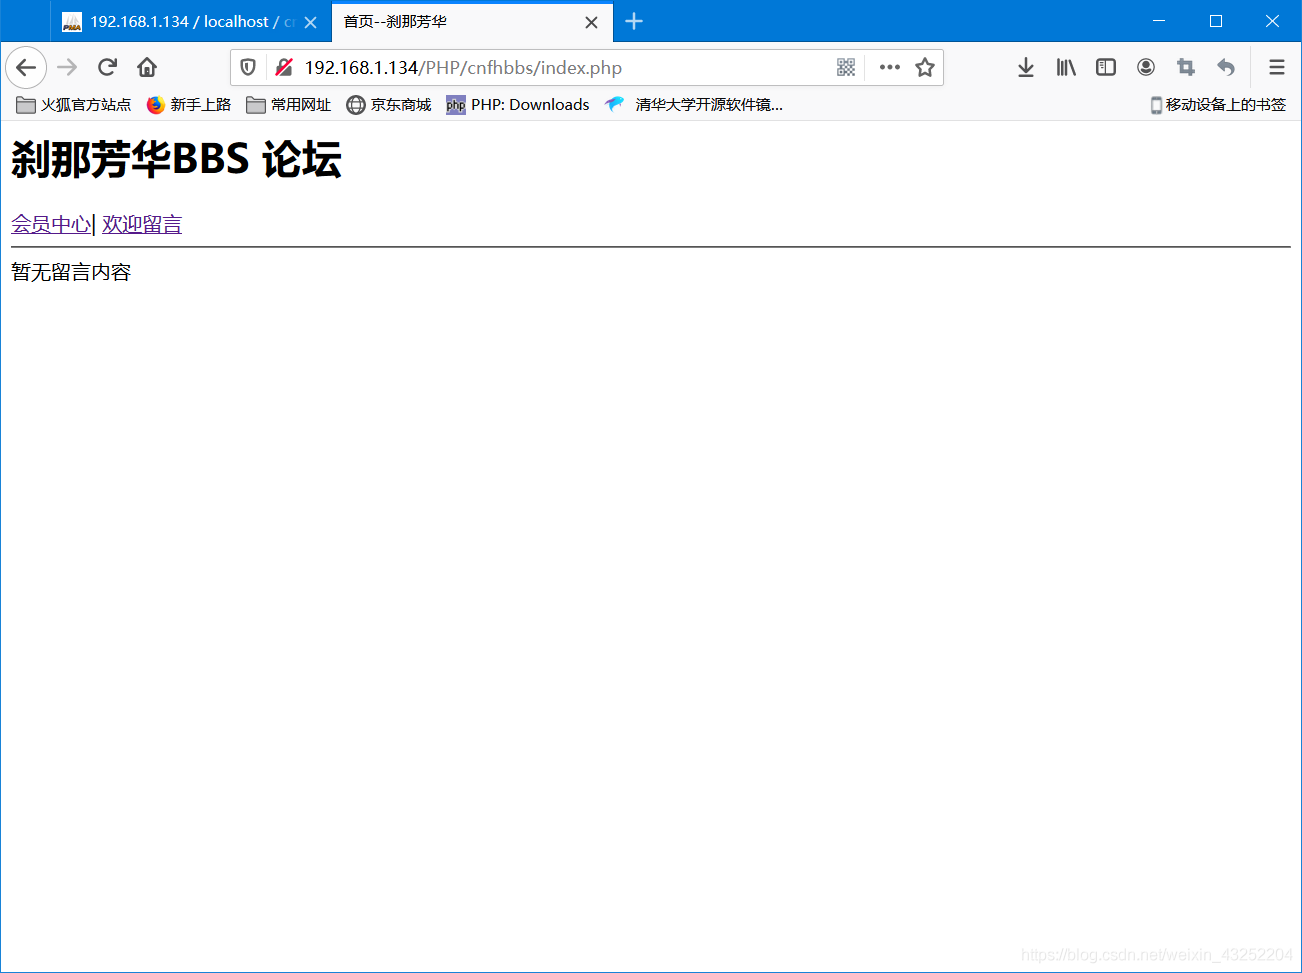 192.168.1.134 / localhost / cn
首页--刹那芳华
192.168.1.134/PHP/cnfhbbs/index.php
火狐官方站点 新手上路 常用网址 京东商城 php PHP: Downloads 清华大学开源软件镜... 移动设备上的书签
刹那芳华BBS 论坛
会员中心| 欢迎留言
暂无留言内容
https://blog.csdn.net/weixin_43252204